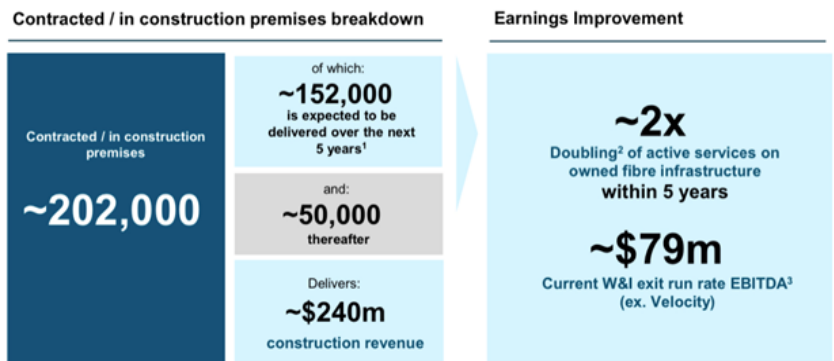 Contracted / in construction premises breakdown
Contracted / in construction
premises
~202,000
of which:
~152,000
is expected to be
delivered over the next
5 years¹
and:
~50,000
thereafter
Delivers:
~$240m
construction revenue
Earnings Improvement
~2x
Doubling² of active services on
owned fibre infrastructure
within 5 years
~$79m
Current W&I exit run rate EBITDA³
(ex. Velocity)